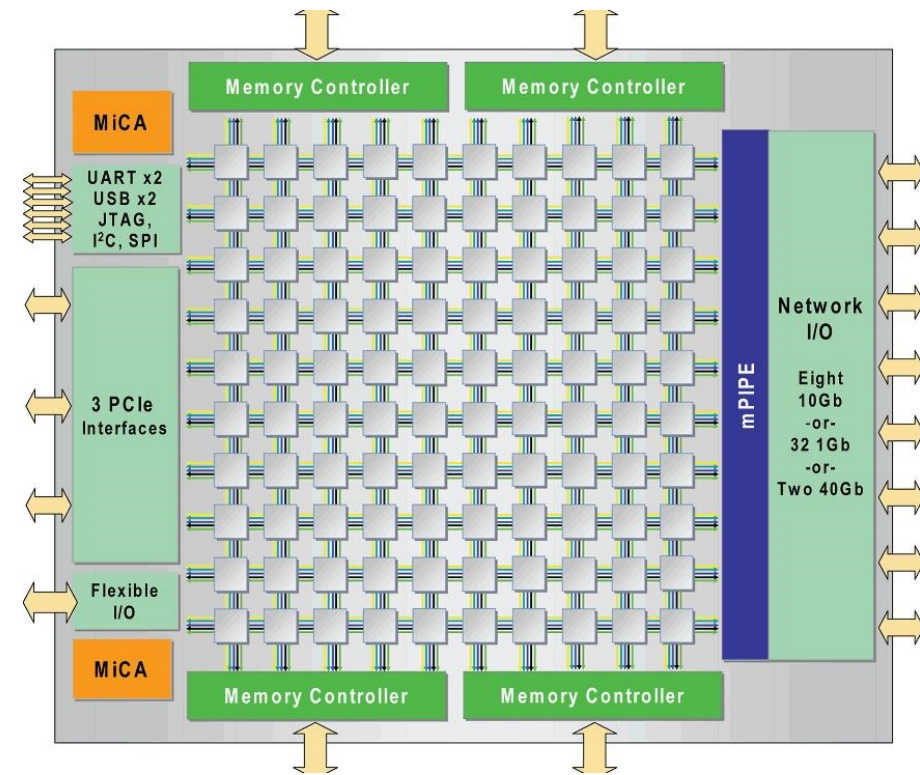 Memory Controller
Memory Controller
MiCA
UART x2
USB x2
JTAG,
I²C, SPI
3 PCIe
Interfaces
Flexible
I/O
MiCA
mPIPE
Network
I/O
Eight
10Gb
-or-
32 1Gb
-or-
Two 40Gb
Memory Controller
Memory Controller